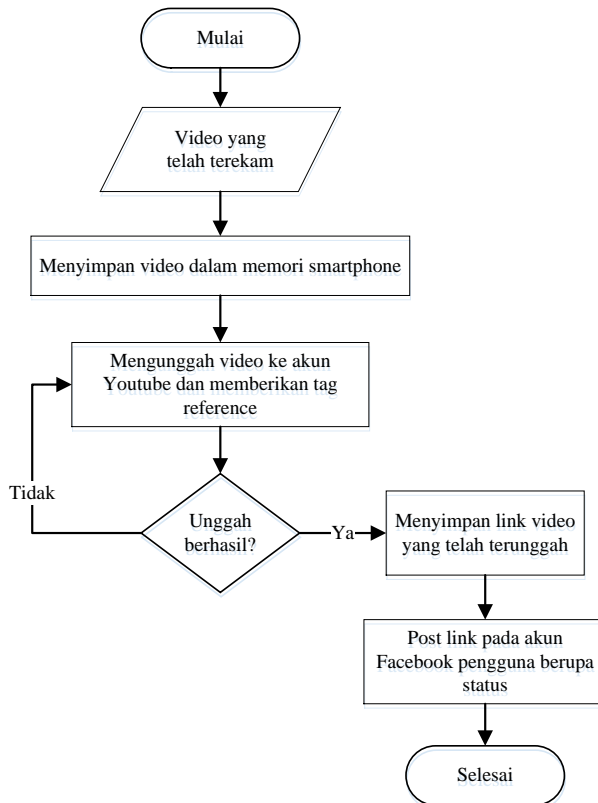 Mulai
Video yang
telah terekam
Menyimpan video dalam memori smartphone
Mengunggah video ke akun
Youtube dan memberikan tag
reference
Tidak
Unggah
berhasil?
Ya
Menyimpan link video
yang telah terunggah
Post link pada akun
Facebook pengguna berupa
status
Selesai